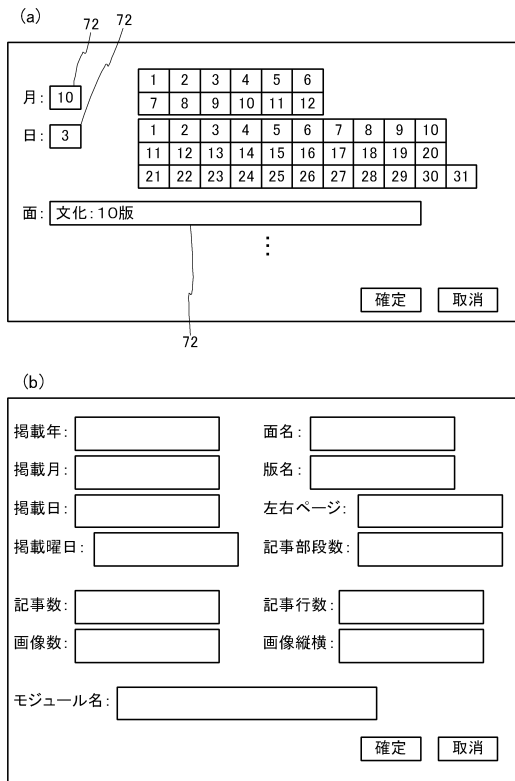 (a)
72 72
月: 10
1 2 3 4 5 6
7 8 9 10 11 12
日: 3
1 2 3 4 5 6 7 8 9 10
11 12 13 14 15 16 17 18 19 20
21 22 23 24 25 26 27 28 29 30 31
面: 文化:10版
⋮
確定 取消
72
(b)
掲載年: 面名:
掲載月: 版名:
掲載日: 左右ページ:
掲載曜日: 記事部段数:
記事数: 記事行数:
画像数: 画像縦横:
モジュール名:
確定 取消